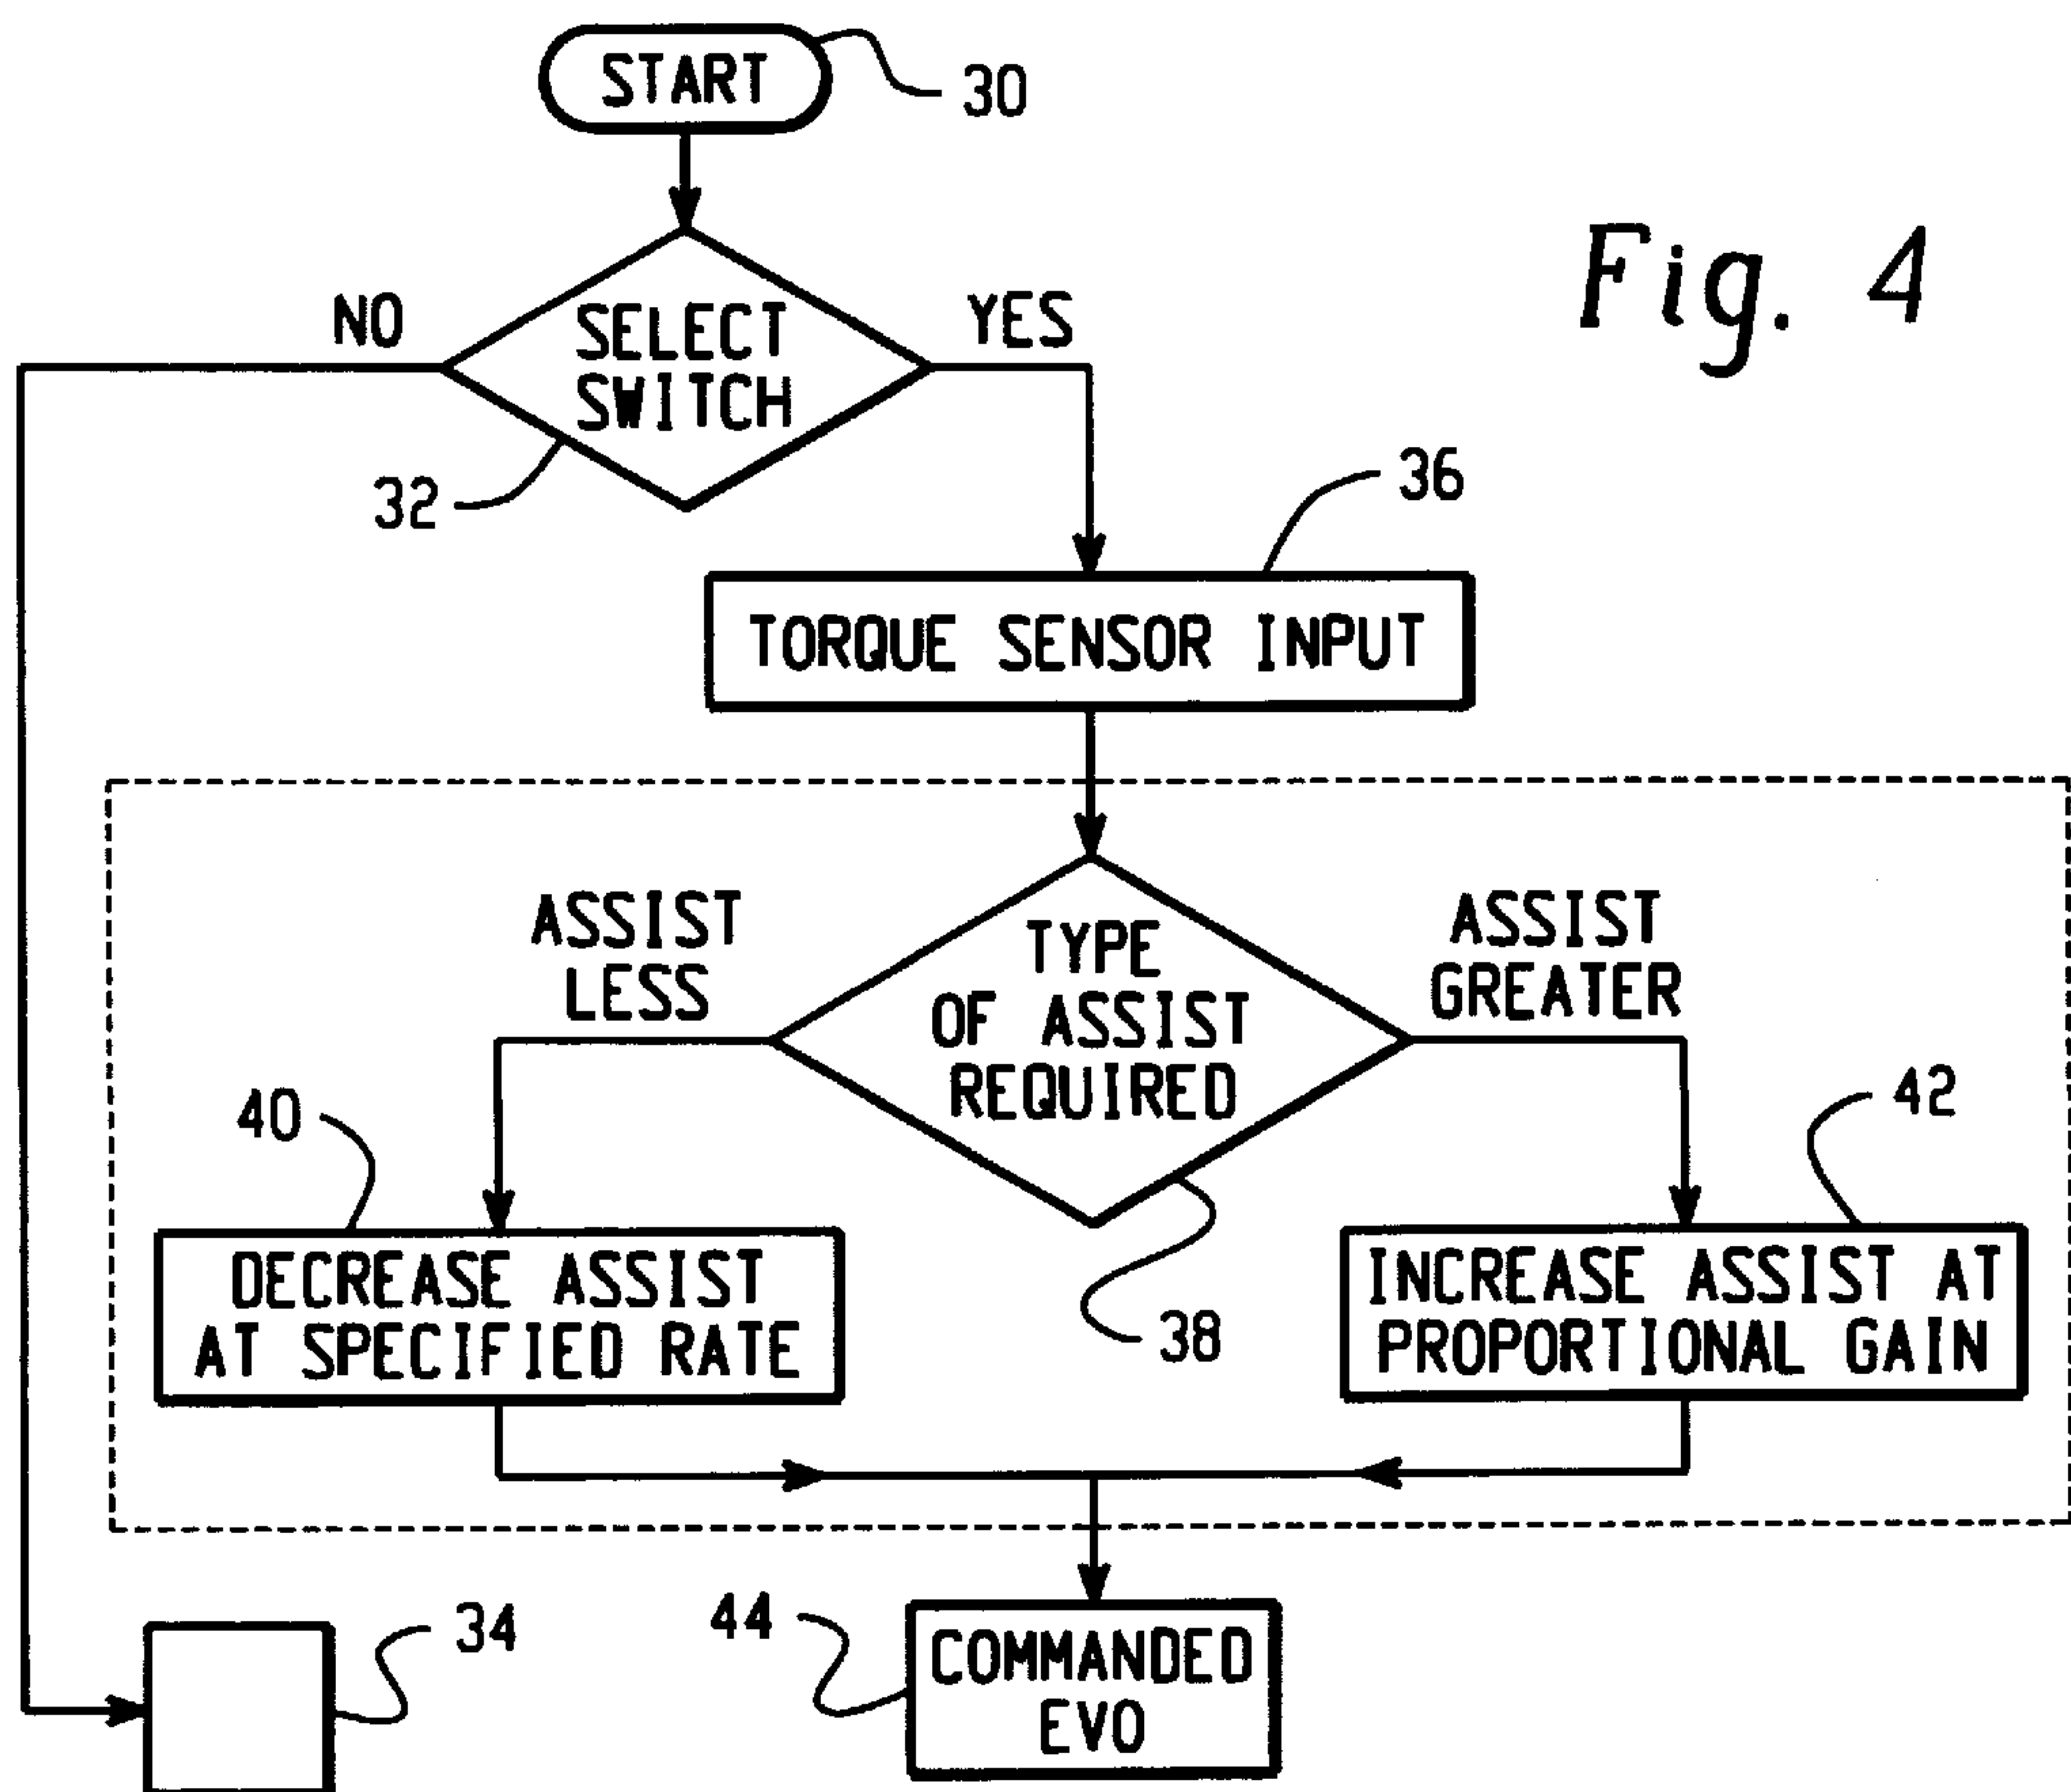 START
30
Fig. 4
NO
SELECT
SWITCH
YES
32
36
TORQUE SENSOR INPUT
ASSIST
LESS
TYPE
OF ASSIST
REQUIRED
ASSIST
GREATER
40
42
DECREASE ASSIST
AT SPECIFIED RATE
38
INCREASE ASSIST AT
PROPORTIONAL GAIN
34
44
COMMANDED
EVO